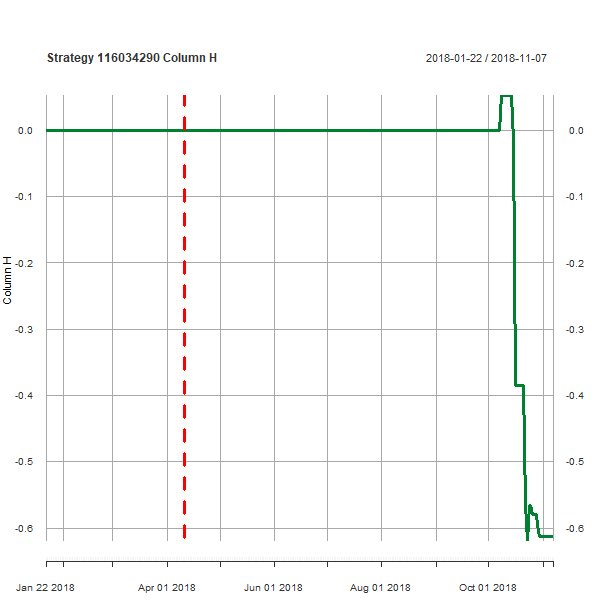 Strategy 116034290 Column H
2018-01-22 / 2018-11-07
0.0
-0.1
-0.2
-0.3
-0.4
-0.5
-0.6
Column H
0.0
-0.1
-0.2
-0.3
-0.4
-0.5
-0.6
Jan 22 2018
Apr 01 2018
Jun 01 2018
Aug 01 2018
Oct 01 2018